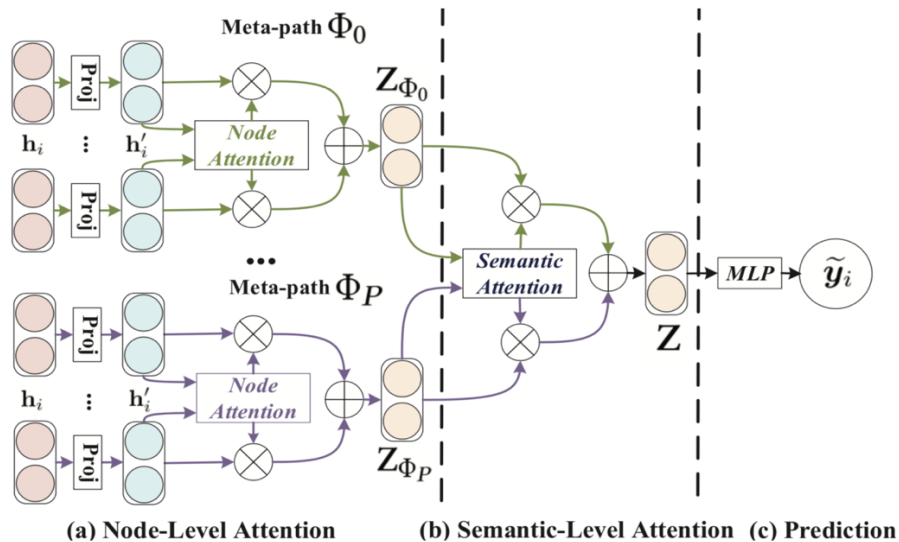 Meta-path Φ₀
Proj
Z_Φ₀
h_i ... h'_i
Node
Attention
Proj
...
Semantic
Attention
MLP
ỹ_i
Meta-path Φ_P
Z
Proj
h_i ... h'_i
Node
Attention
Proj
Z_Φ_P
(a) Node-Level Attention
(b) Semantic-Level Attention
(c) Prediction